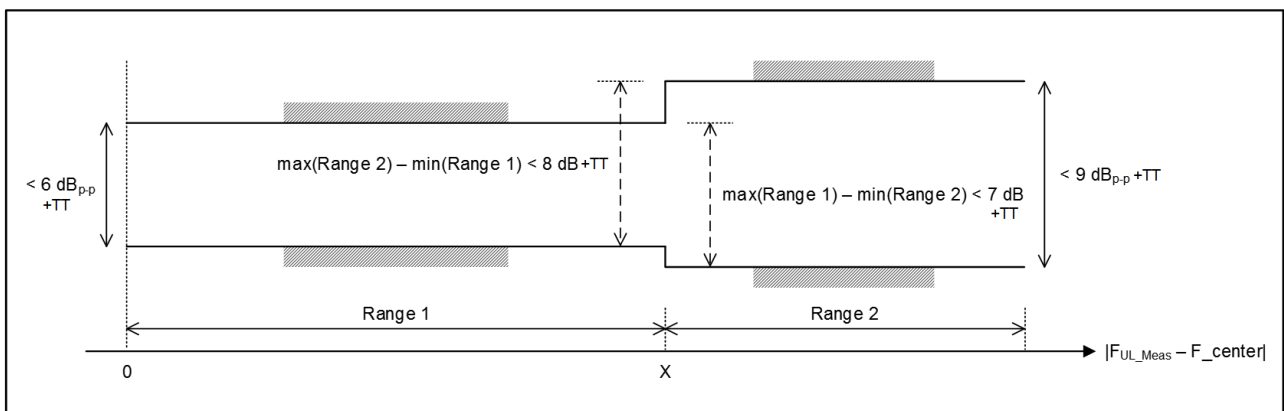 max(Range 2) – min(Range 1) < 8 dB +TT
< 6 dBp-p
+TT
max(Range 1) – min(Range 2) < 7 dB
+TT
< 9 dBp-p +TT
Range 1
Range 2
|FUL_Meas – F_center|
0
X